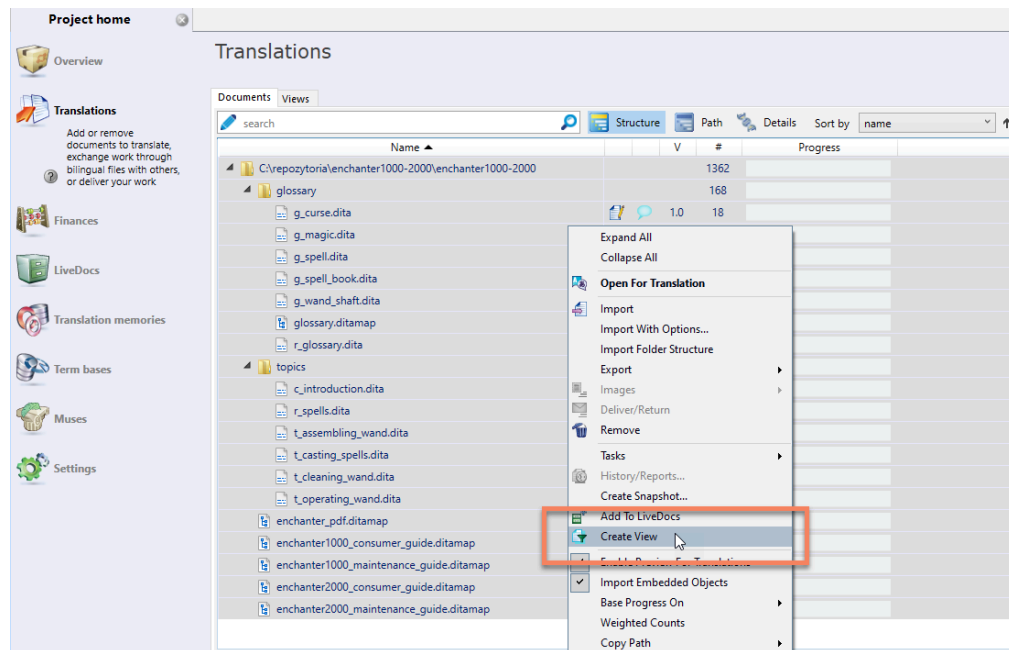 Project home
Overview
Translations
Add or remove
documents to translate,
exchange work through
bilingual files with others,
or deliver your work
Finances
LiveDocs
Translation memories
Term bases
Muses
Settings
Translations
Documents Views
search Structure Path Details Sort by name
Name V # Progress
C:\repozytoria\enchanter1000-2000\enchanter1000-2000 1362
glossary 168
g_curse.dita 1.0 18
g_magic.dita
g_spell.dita
g_spell_book.dita
g_wand_shaft.dita
glossary.ditamap
r_glossary.dita
topics
c_introduction.dita
r_spells.dita
t_assembling_wand.dita
t_casting_spells.dita
t_cleaning_wand.dita
t_operating_wand.dita
enchanter_pdf.ditamap
enchanter1000_consumer_guide.ditamap
enchanter1000_maintenance_guide.ditamap
enchanter2000_consumer_guide.ditamap
enchanter2000_maintenance_guide.ditamap
Expand All
Collapse All
Open For Translation
Import
Import With Options...
Import Folder Structure
Export
Images
Deliver/Return
Remove
Tasks
History/Reports...
Create Snapshot...
Add To LiveDocs
Create View
Enable Preview For Translations
Import Embedded Objects
Base Progress On
Weighted Counts
Copy Path